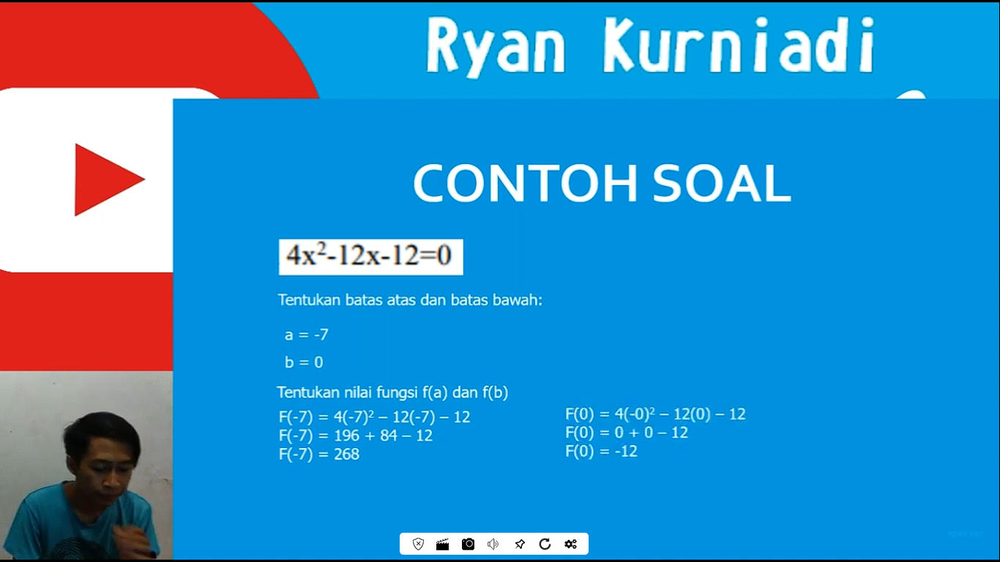 Ryan Kurniadi
CONTOH SOAL
4x²-12x-12=0
Tentukan batas atas dan batas bawah:
a = -7
b = 0
Tentukan nilai fungsi f(a) dan f(b)
F(-7) = 4(-7)² – 12(-7) – 12
F(-7) = 196 + 84 – 12
F(-7) = 268
F(0) = 4(-0)² – 12(0) – 12
F(0) = 0 + 0 – 12
F(0) = -12